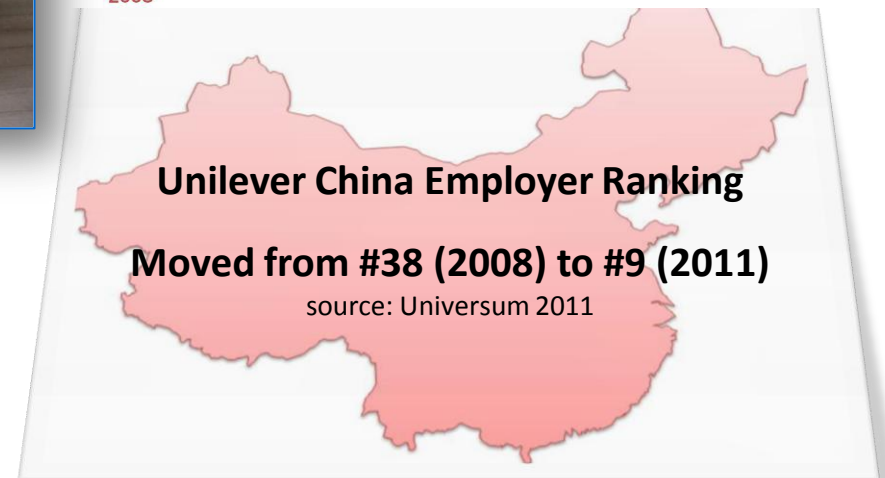 Unilever China Employer Ranking
Moved from #38 (2008) to #9 (2011)
source: Universum 2011